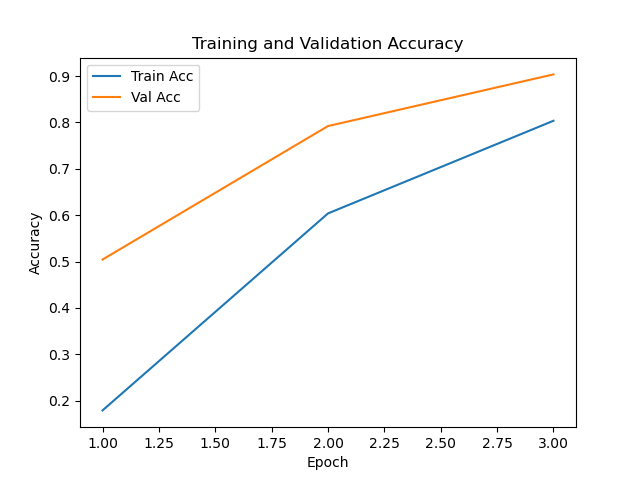 Training and Validation Accuracy
Train Acc
Val Acc
0.9
0.8
0.7
0.6
0.5
0.4
0.3
0.2
Accuracy
1.00 1.25 1.50 1.75 2.00 2.25 2.50 2.75 3.00
Epoch